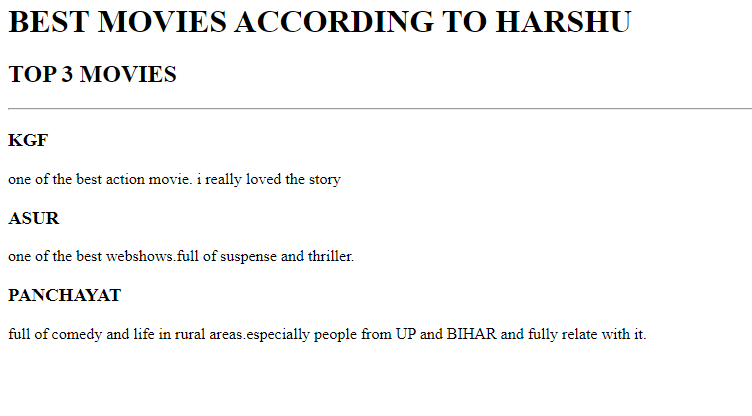 BEST MOVIES ACCORDING TO HARSHU
TOP 3 MOVIES
KGF
one of the best action movie. i really loved the story
ASUR
one of the best webshows.full of suspense and thriller.
PANCHAYAT
full of comedy and life in rural areas.especially people from UP and BIHAR and fully relate with it.